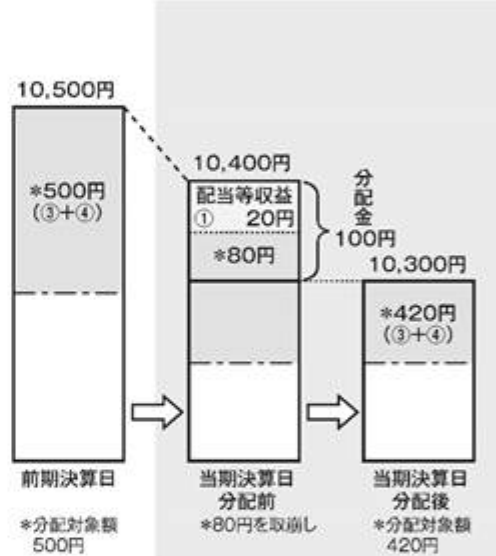 10,500円
*500円
(③+④)
前期決算日
*分配対象額
500円
10,400円
配当等収益
① 20円
*80円
分配金
100円
当期決算日
分配前
*80円を取崩し
10,300円
*420円
(③+④)
当期決算日
分配後
*分配対象額
420円